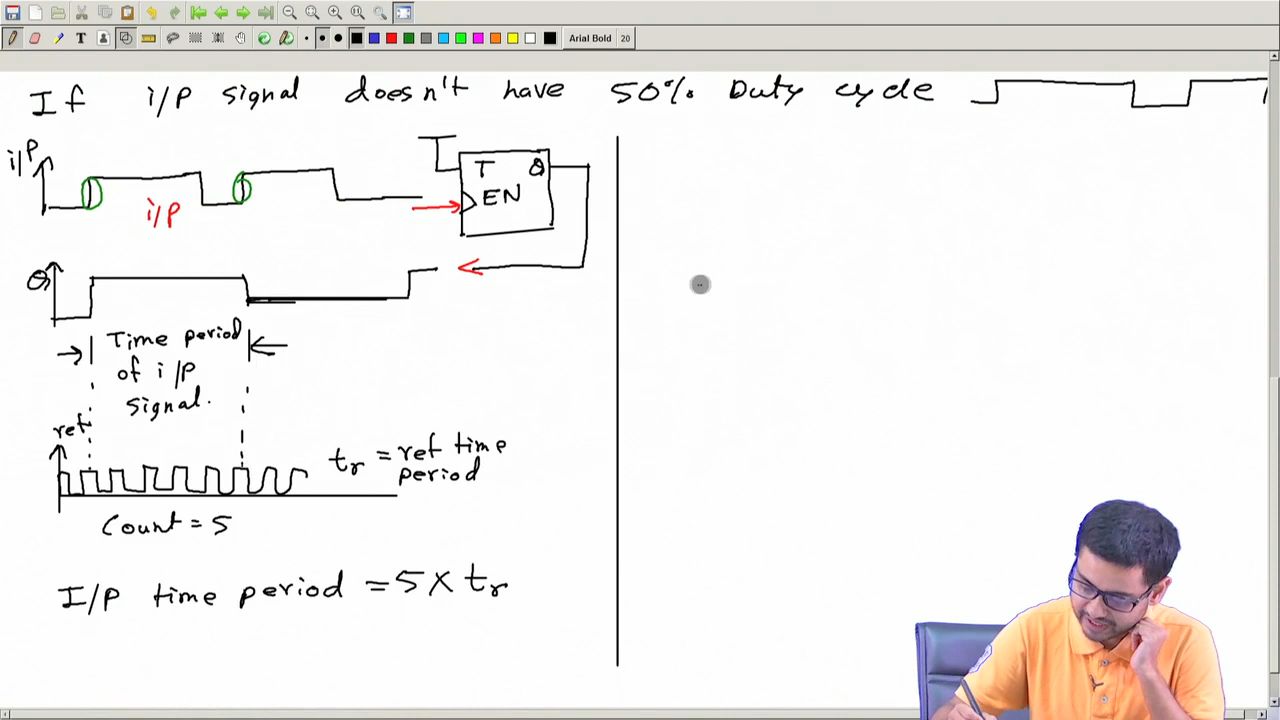 Arial Bold 20
If i/p signal doesn't have 50% Duty cycle
i/P
T Q
EN
i/P
Q
Time period
of i/P
signal.
ref
tr = ref time
period
Count = 5
I/P time period = 5 X tr